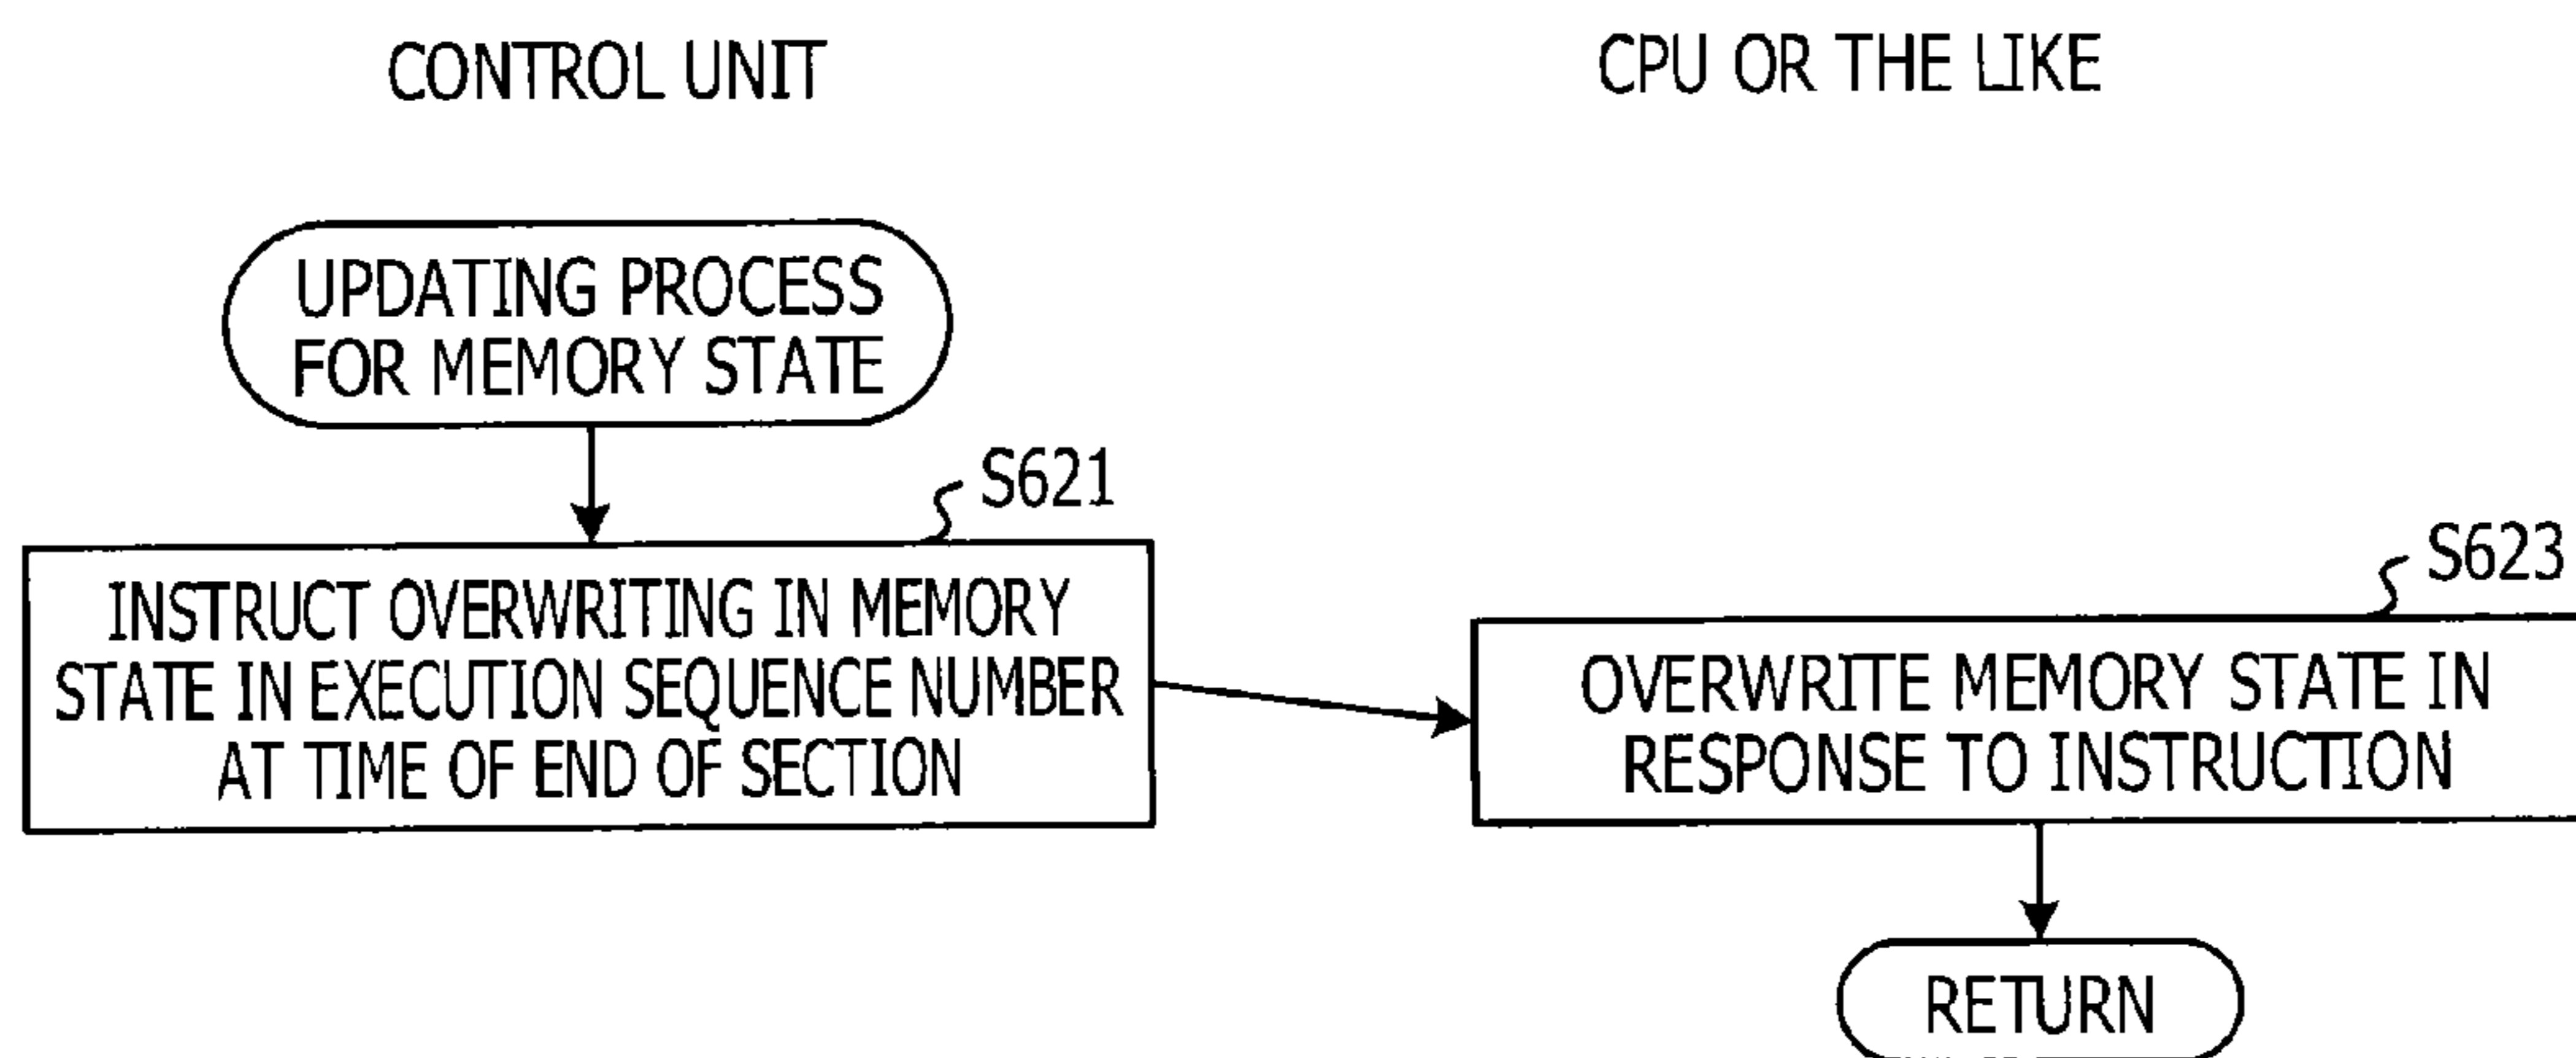 CONTROL UNIT
CPU OR THE LIKE
UPDATING PROCESS
FOR MEMORY STATE
S621
INSTRUCT OVERWRITING IN MEMORY
STATE IN EXECUTION SEQUENCE NUMBER
AT TIME OF END OF SECTION
S623
OVERWRITE MEMORY STATE IN
RESPONSE TO INSTRUCTION
RETURN